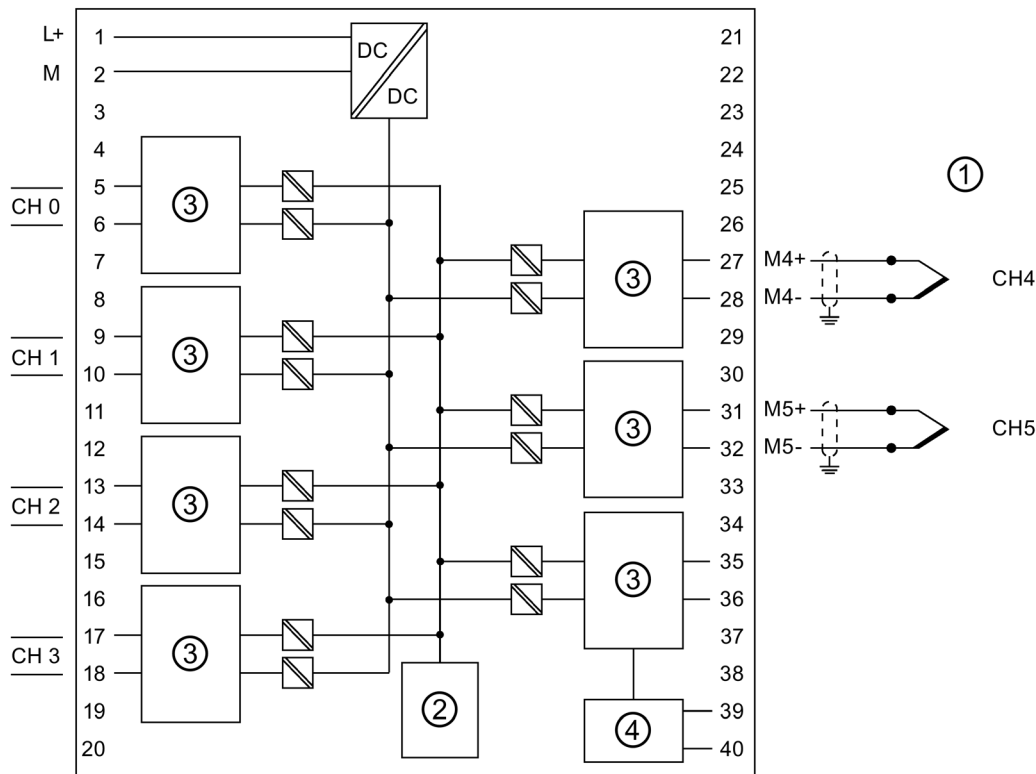 L+ 1 DC 21
M 2 DC 22
3 23
4 24
5 25 ①
CH 0 ③
6 26
7 27 M4+
③ CH4
8 28 M4-
9 29
CH 1 ③
10 30
11 31 M5+
③ CH5
12 32 M5-
13 33
CH 2 ③
14 34
15 35
③
16 36
17 37
CH 3 ③
18 38
19 ② 39
④
20 40